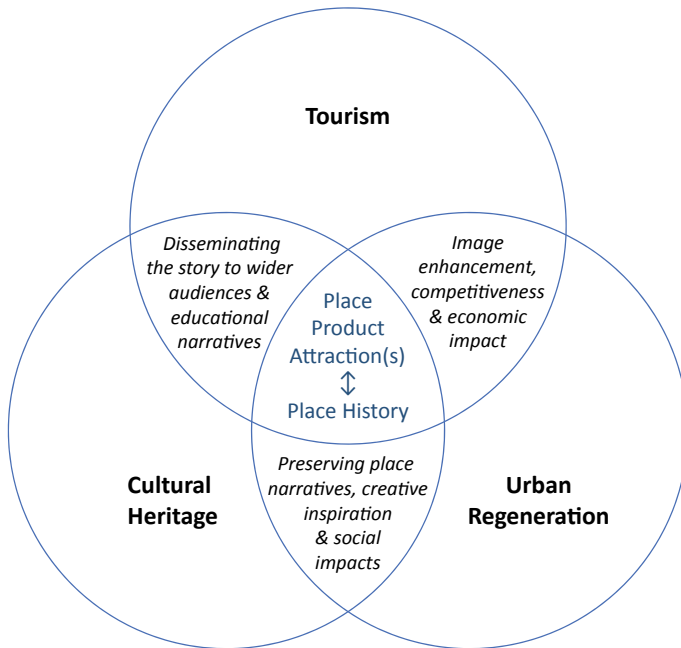 Tourism
Disseminating
the story to wider
audiences &
educational
narratives
Image
enhancement,
competitiveness
& economic
impact
Place
Product
Attraction(s)
↕
Place History
Cultural
Heritage
Preserving place
narratives, creative
inspiration
& social
impacts
Urban
Regeneration